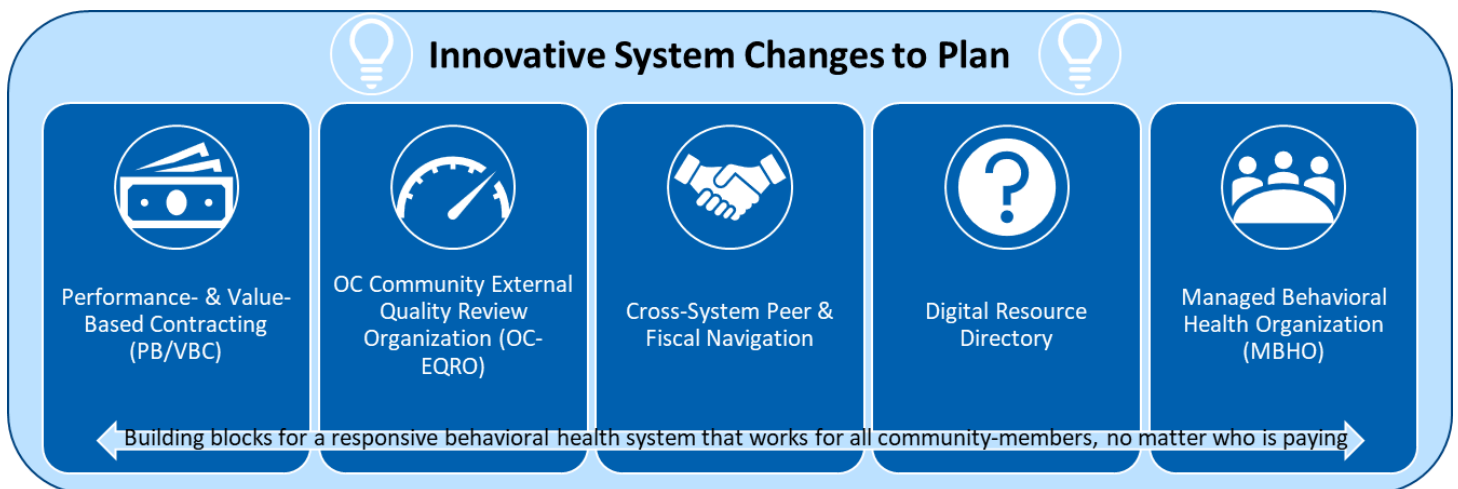 Innovative System Changes to Plan
Performance- & Value-
Based Contracting
(PB/VBC)
OC Community External
Quality Review
Organization (OC-
EQRO)
Cross-System Peer &
Fiscal Navigation
Digital Resource
Directory
Managed Behavioral
Health Organization
(MBHO)
Building blocks for a responsive behavioral health system that works for all community-members, no matter who is paying